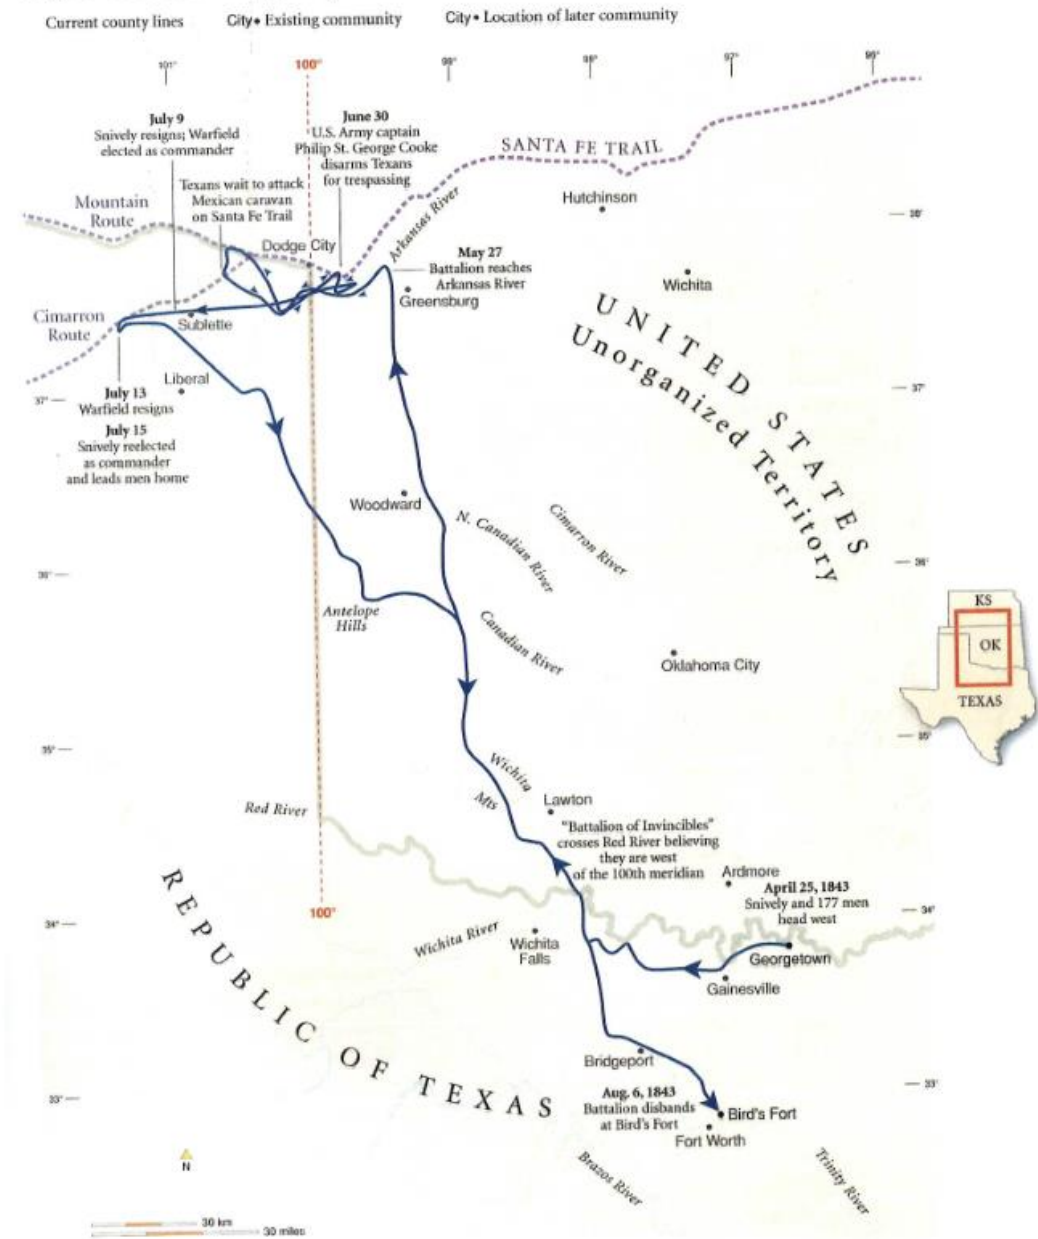 Current county lines
City • Existing community
City • Location of later community
101°
100°
98°
97°
July 9
Snively resigns; Warfield
elected as commander
June 30
U.S. Army captain
Philip St. George Cooke
disarms Texans
for trespassing
SANTA FE TRAIL
Texans wait to attack
Mexican caravan
on Santa Fe Trail
Mountain
Route
Hutchinson
Arkansas River
Dodge City
May 27
Battalion reaches
Arkansas River
Greensburg
Wichita
Cimarron
Route
Sublette
UNITED STATES
Unorganized Territory
Liberal
37°
37°
July 13
Warfield resigns
July 15
Snively reelected
as commander
and leads men home
Woodward
N. Canadian River
Cimarron River
36°
36°
Antelope
Hills
Canadian River
Oklahoma City
KS
OK
TEXAS
35°
35°
Wichita
Mts
Lawton
Red River
"Battalion of Invincibles"
crosses Red River believing
they are west
of the 100th meridian
Ardmore
April 25, 1843
Snively and 177 men
head west
100°
34°
34°
Wichita River
Wichita
Falls
Georgetown
Gainesville
REPUBLIC OF TEXAS
Bridgeport
33°
33°
Aug. 6, 1843
Battalion disbands
at Bird's Fort
Bird's Fort
Fort Worth
Brazos River
Trinity River
N
30 km
30 miles